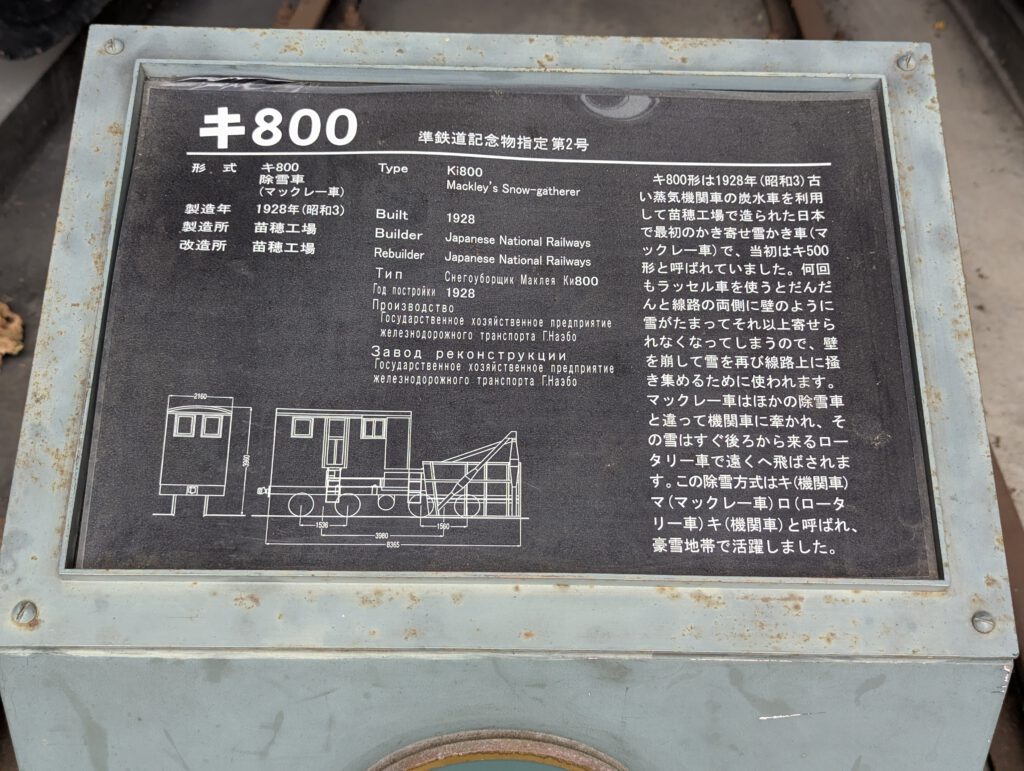 キ800
準鉄道記念物指定第2号
形 式 キ800
除雪車
(マックレー車)
製造年 1928年(昭和3)
製造所 苗穂工場
改造所 苗穂工場
Type Ki800
Mackley's Snow-gatherer
Built 1928
Builder Japanese National Railways
Rebuilder Japanese National Railways
Тип Снегоуборщик Маклея Ки800
Год постройки 1928
Производство
Государственное хозяйственное предприятие
железнодорожного транспорта Г.Наэбо
Завод реконструкции
Государственное хозяйственное предприятие
железнодорожного транспорта Г.Наэбо
キ800形は1928年(昭和3)古
い蒸気機関車の炭水車を利用
して苗穂工場で造られた日本
で最初のかき寄せ雪かき車(マ
ックレー車)で、当初はキ500
形と呼ばれていました。何回
もラッセル車を使うとだんだ
んと線路の両側に壁のように
雪がたまってそれ以上寄せら
れなくなってしまうので、壁
を崩して雪を再び線路上に掻
き集めるために使われます。
マックレー車はほかの除雪車
と違って機関車に牽かれ、そ
の雪はすぐ後ろから来るロー
タリー車で遠くへ飛ばされま
す。この除雪方式はキ(機関車)
マ(マックレー車)ロ(ロータ
リー車)キ(機関車)と呼ばれ、
豪雪地帯で活躍しました。
2160
1536
3980
8365